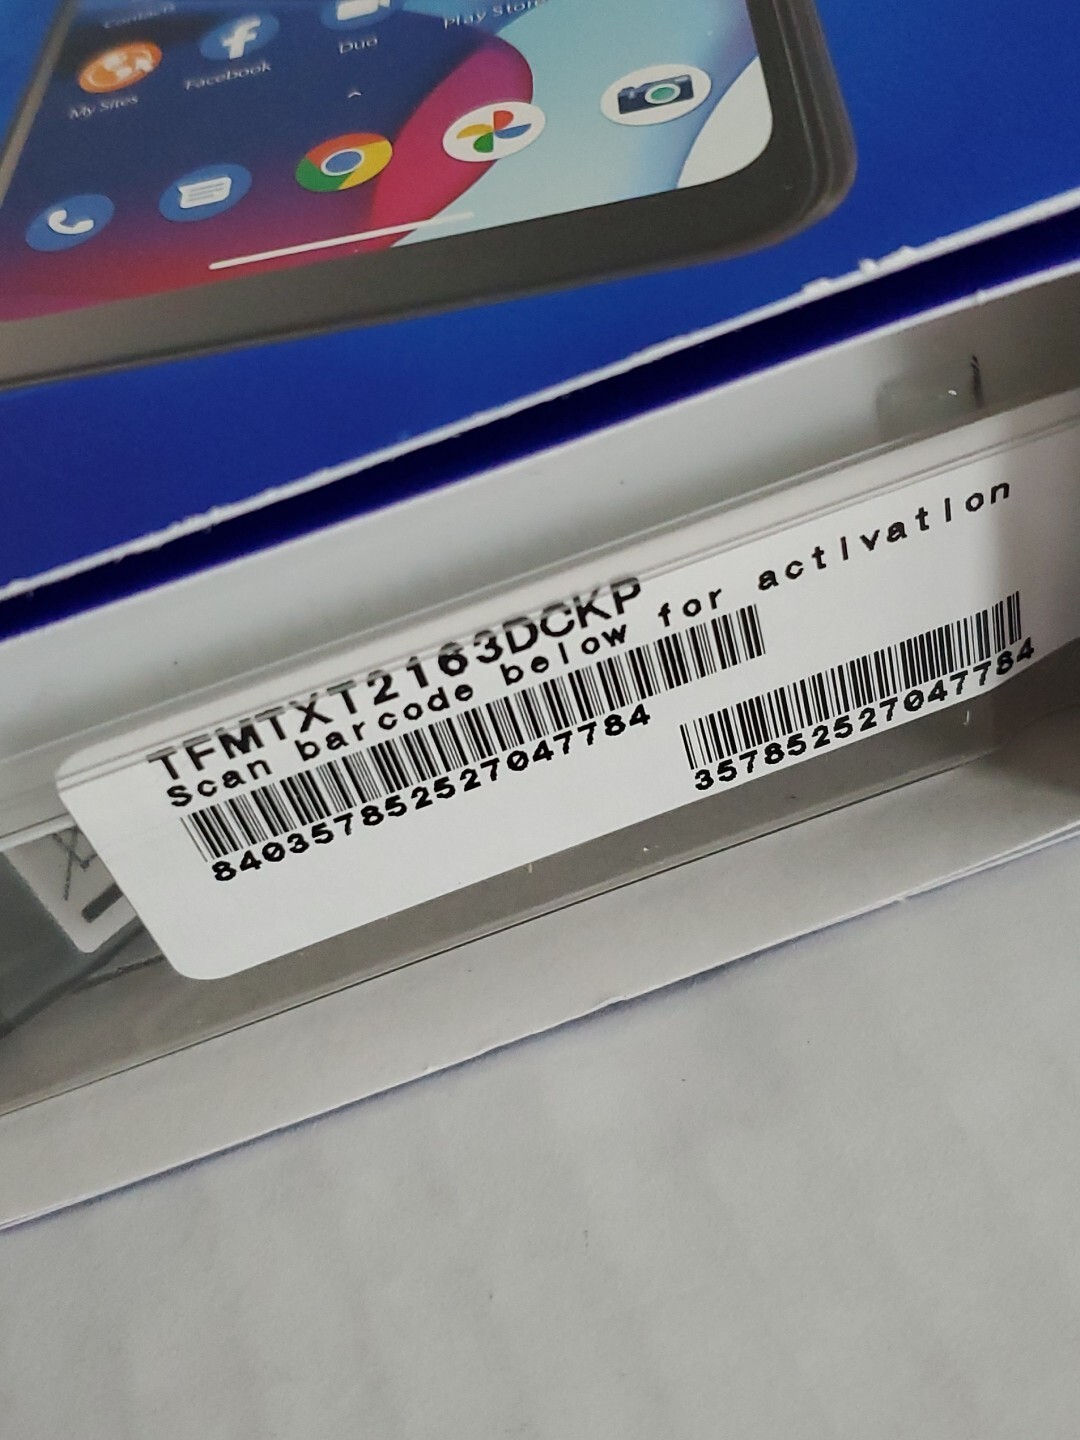 Contacts
Play Store
Duo
Facebook
My Sites
TFMTXT2163DCKP
Scan barcode below for activation
840357852527047784
357852527047784